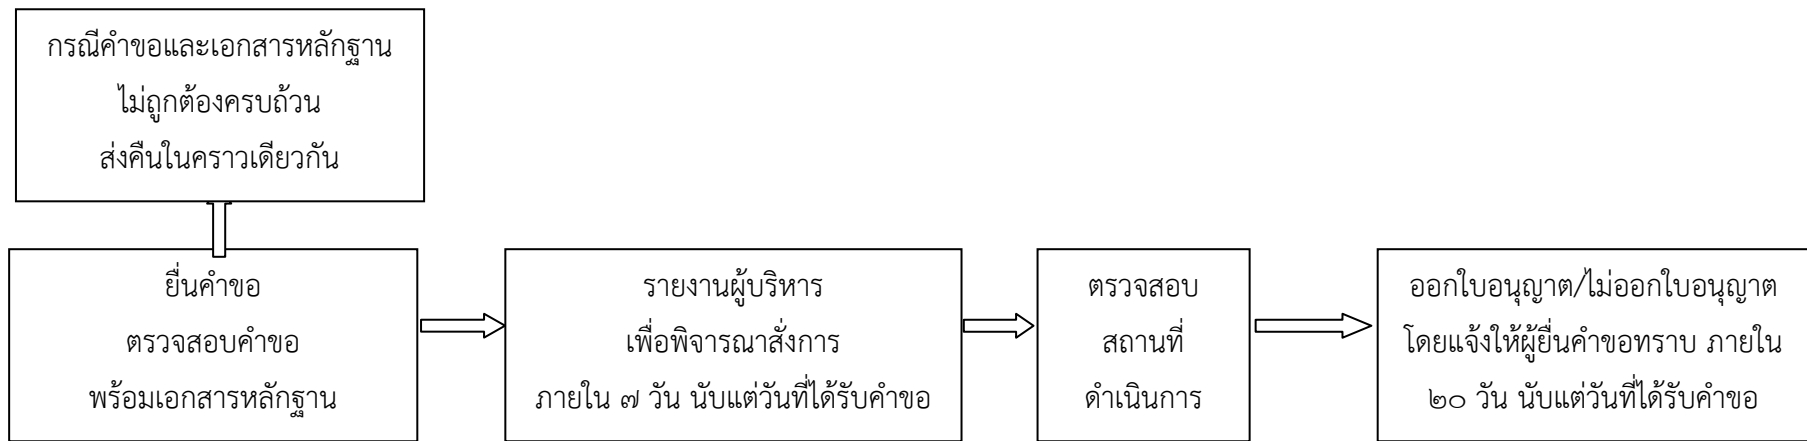 กรณีคำขอและเอกสารหลักฐาน
ไม่ถูกต้องครบถ้วน
ส่งคืนในคราวเดียวกัน
ยื่นคำขอ
ตรวจสอบคำขอ
พร้อมเอกสารหลักฐาน
รายงานผู้บริหาร
เพื่อพิจารณาสั่งการ
ภายใน ๗ วัน นับแต่วันที่ได้รับคำขอ
ตรวจสอบ
สถานที่
ดำเนินการ
ออกใบอนุญาต/ไม่ออกใบอนุญาต
โดยแจ้งให้ผู้ยื่นคำขอทราบ ภายใน
๒๐ วัน นับแต่วันที่ได้รับคำขอ